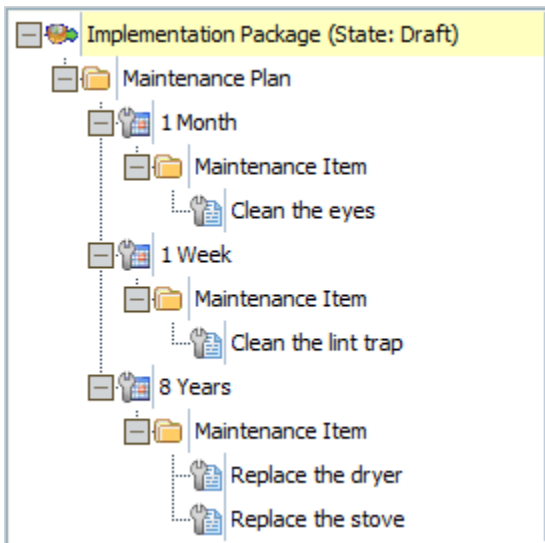 Implementation Package (State: Draft)
Maintenance Plan
1 Month
Maintenance Item
Clean the eyes
1 Week
Maintenance Item
Clean the lint trap
8 Years
Maintenance Item
Replace the dryer
Replace the stove